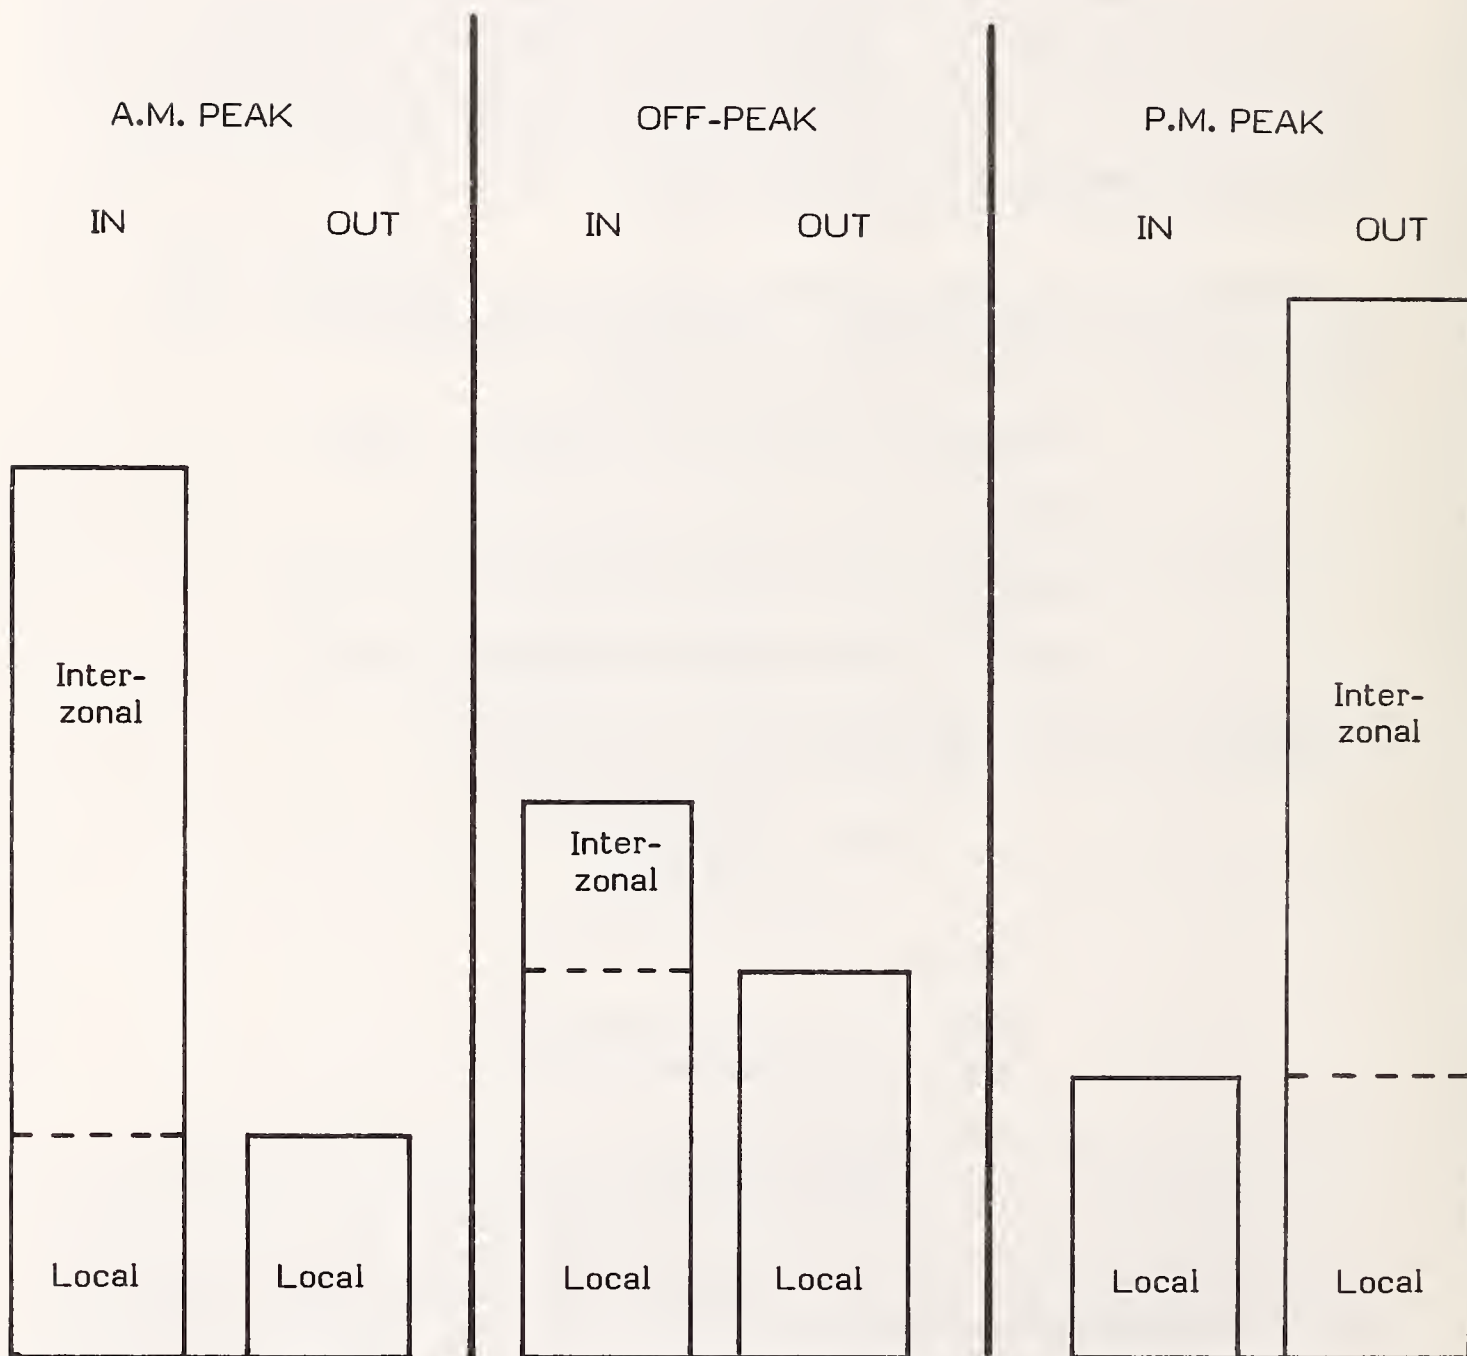 A.M. PEAK
OFF-PEAK
P.M. PEAK
IN
OUT
IN
OUT
IN
OUT
Inter-
zonal
Inter-
zonal
Inter-
zonal
Local
Local
Local
Local
Local
Local